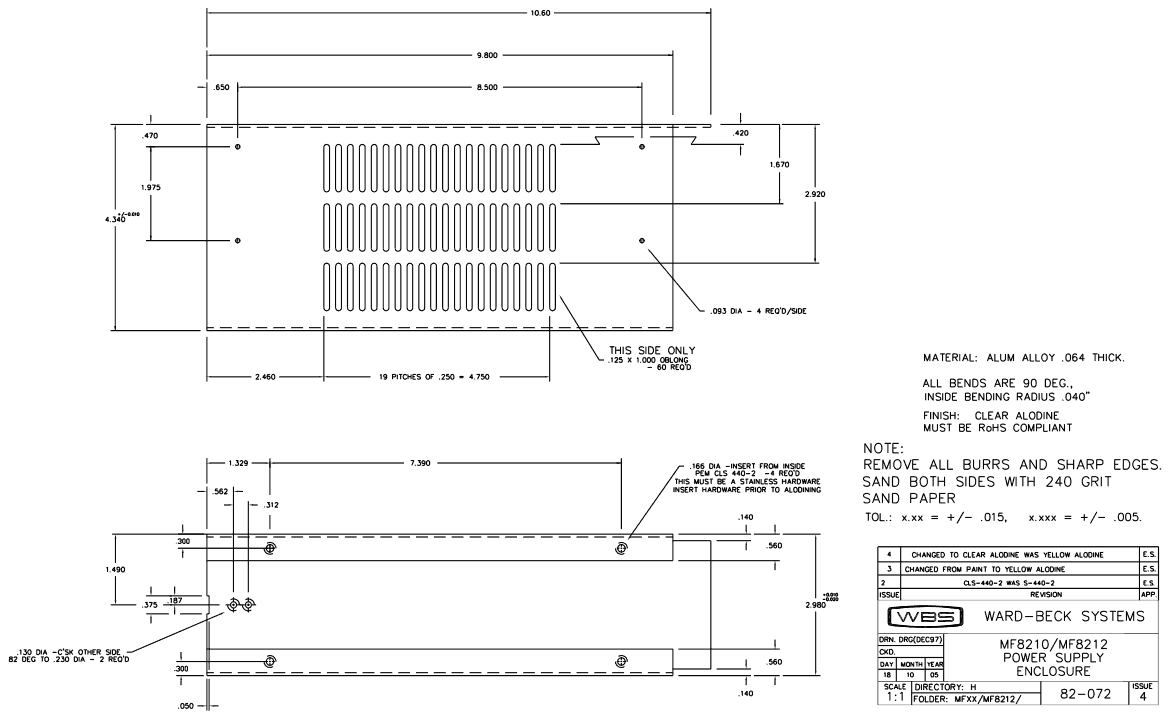 10.60
9.800
.650
8.500
.470
.420
1.670
1.975
2.920
4.340 +/-0.010
.093 DIA - 4 REQ'D/SIDE
THIS SIDE ONLY
.125 X 1.000 OBLONG
- 60 REQ'D
2.460
19 PITCHES OF .250 = 4.750
MATERIAL: ALUM ALLOY .064 THICK.
ALL BENDS ARE 90 DEG.,
INSIDE BENDING RADIUS .040"
FINISH: CLEAR ALODINE
MUST BE RoHS COMPLIANT
NOTE:
REMOVE ALL BURRS AND SHARP EDGES.
SAND BOTH SIDES WITH 240 GRIT
SAND PAPER
TOL.: x.xx = +/- .015, x.xxx = +/- .005.
1.329
7.390
.166 DIA -INSERT FROM INSIDE
PEM CLS 440-2 -4 REQ'D
THIS MUST BE A STAINLESS HARDWARE
INSERT HARDWARE PRIOR TO ALODINING
.562
.312
.140
.300
.560
1.490
.187
.375
2.980 +0.010
-0.020
.130 DIA -C'SK OTHER SIDE
82 DEG TO .230 DIA - 2 REQ'D
.300
.560
.140
.050
4 CHANGED TO CLEAR ALODINE WAS YELLOW ALODINE E.S.
3 CHANGED FROM PAINT TO YELLOW ALODINE E.S.
2 CLS-440-2 WAS S-440-2 E.S.
ISSUE REVISION APP.
WBS WARD-BECK SYSTEMS
DRN. DRG(DEC97)
CKD.
DAY MONTH YEAR
18 10 05
MF8210/MF8212
POWER SUPPLY
ENCLOSURE
SCALE
1:1
DIRECTORY: H
FOLDER: MFXX/MF8212/
82-072
ISSUE
4